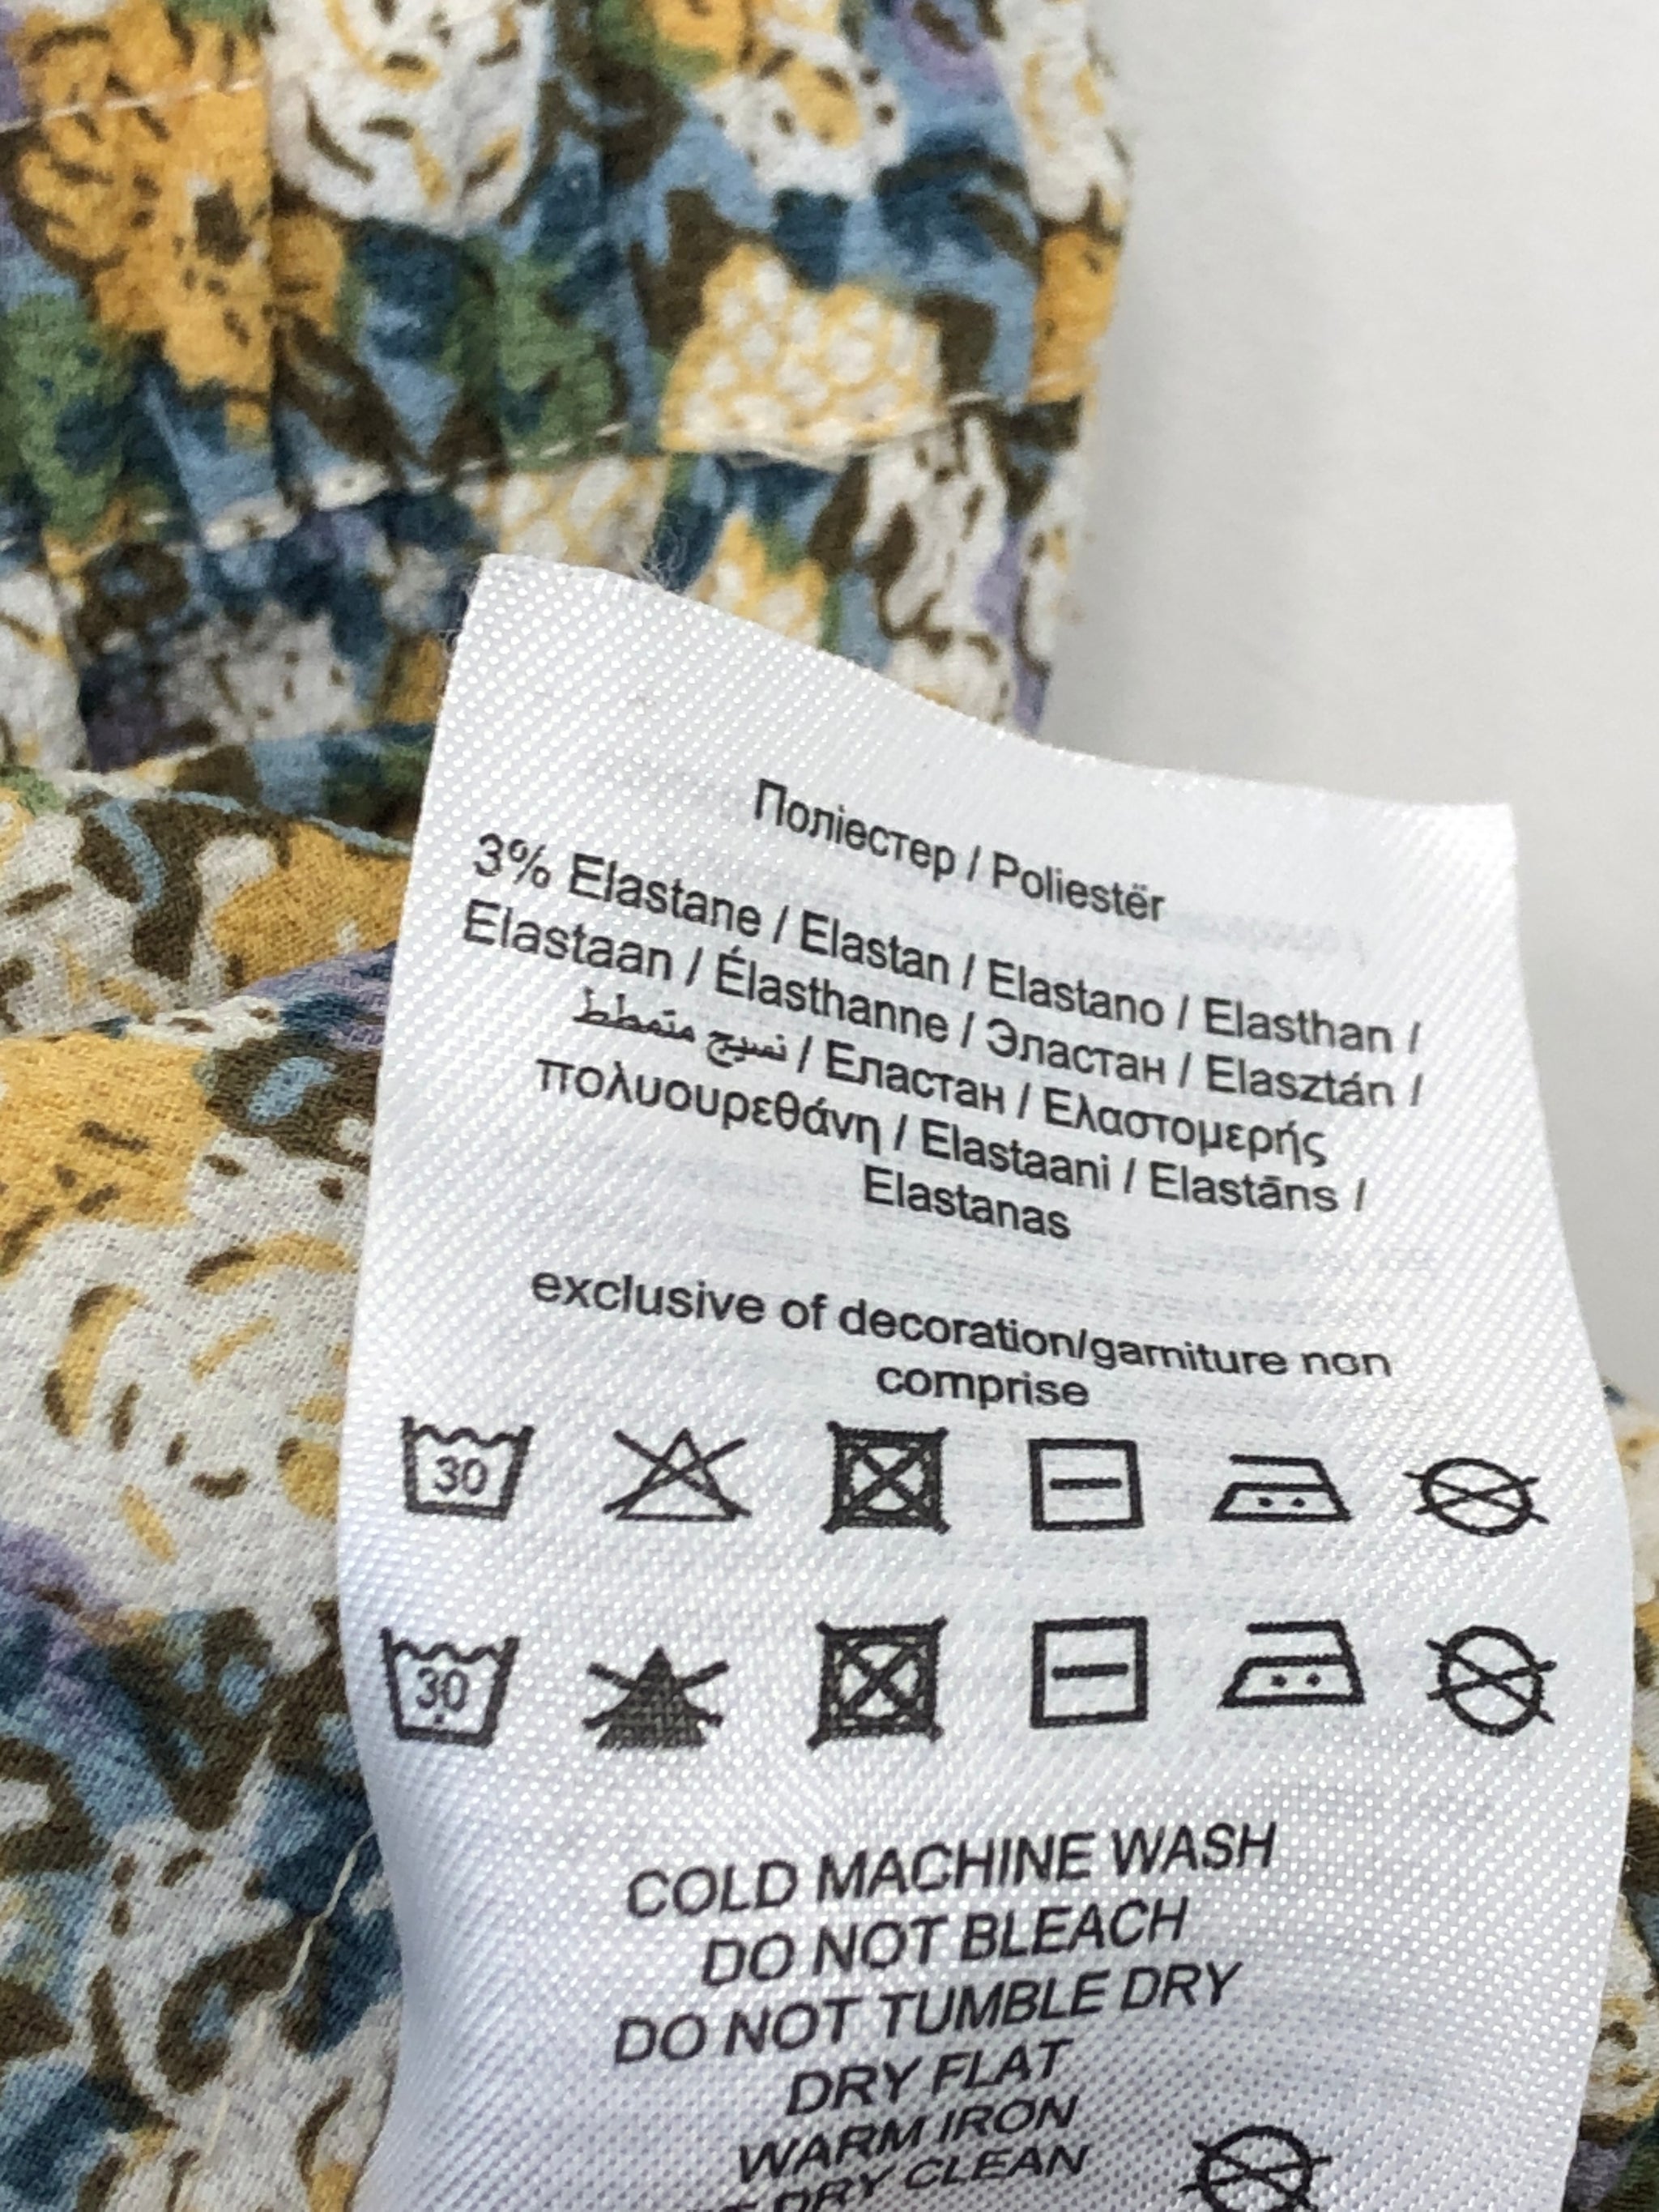 Поліестер / Poliestër
3% Elastane / Elastan / Elastano / Elasthan /
Elastaan / Élasthanne / Эластан / Elasztán /
نسيج متمطط / Еластан / Ελαστομερής
πολυουρεθάνη / Elastaani / Elastāns /
Elastanas
exclusive of decoration/garniture non
comprise
30
30
COLD MACHINE WASH
DO NOT BLEACH
DO NOT TUMBLE DRY
DRY FLAT
WARM IRON
DRY CLEAN